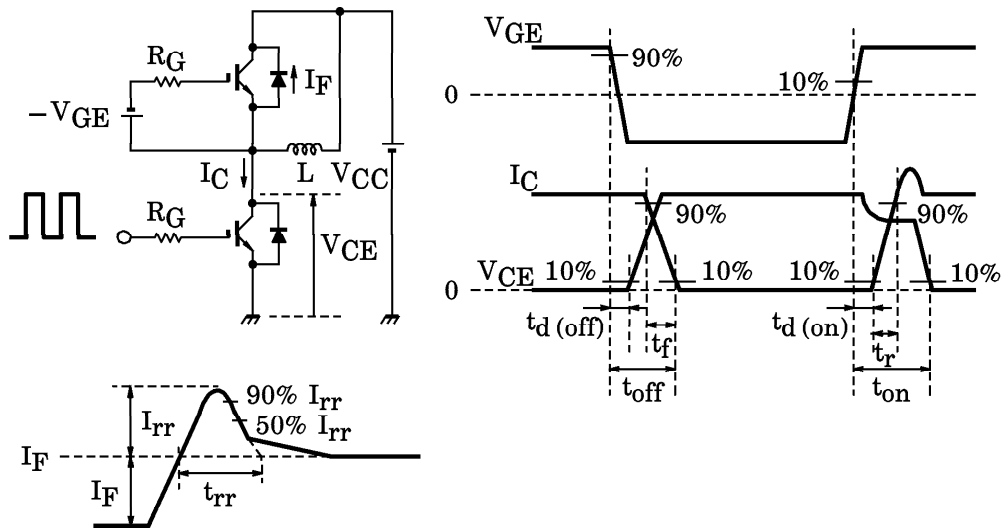 R_G
I_F
−V_GE
I_C
L
V_CC
R_G
V_CE
V_GE
90%
10%
0
I_C
90%
90%
V_CE
10%
10%
10%
10%
0
t_d (off)
t_f
t_d (on)
t_r
t_off
t_on
I_rr
90% I_rr
50% I_rr
I_F
I_F
t_rr